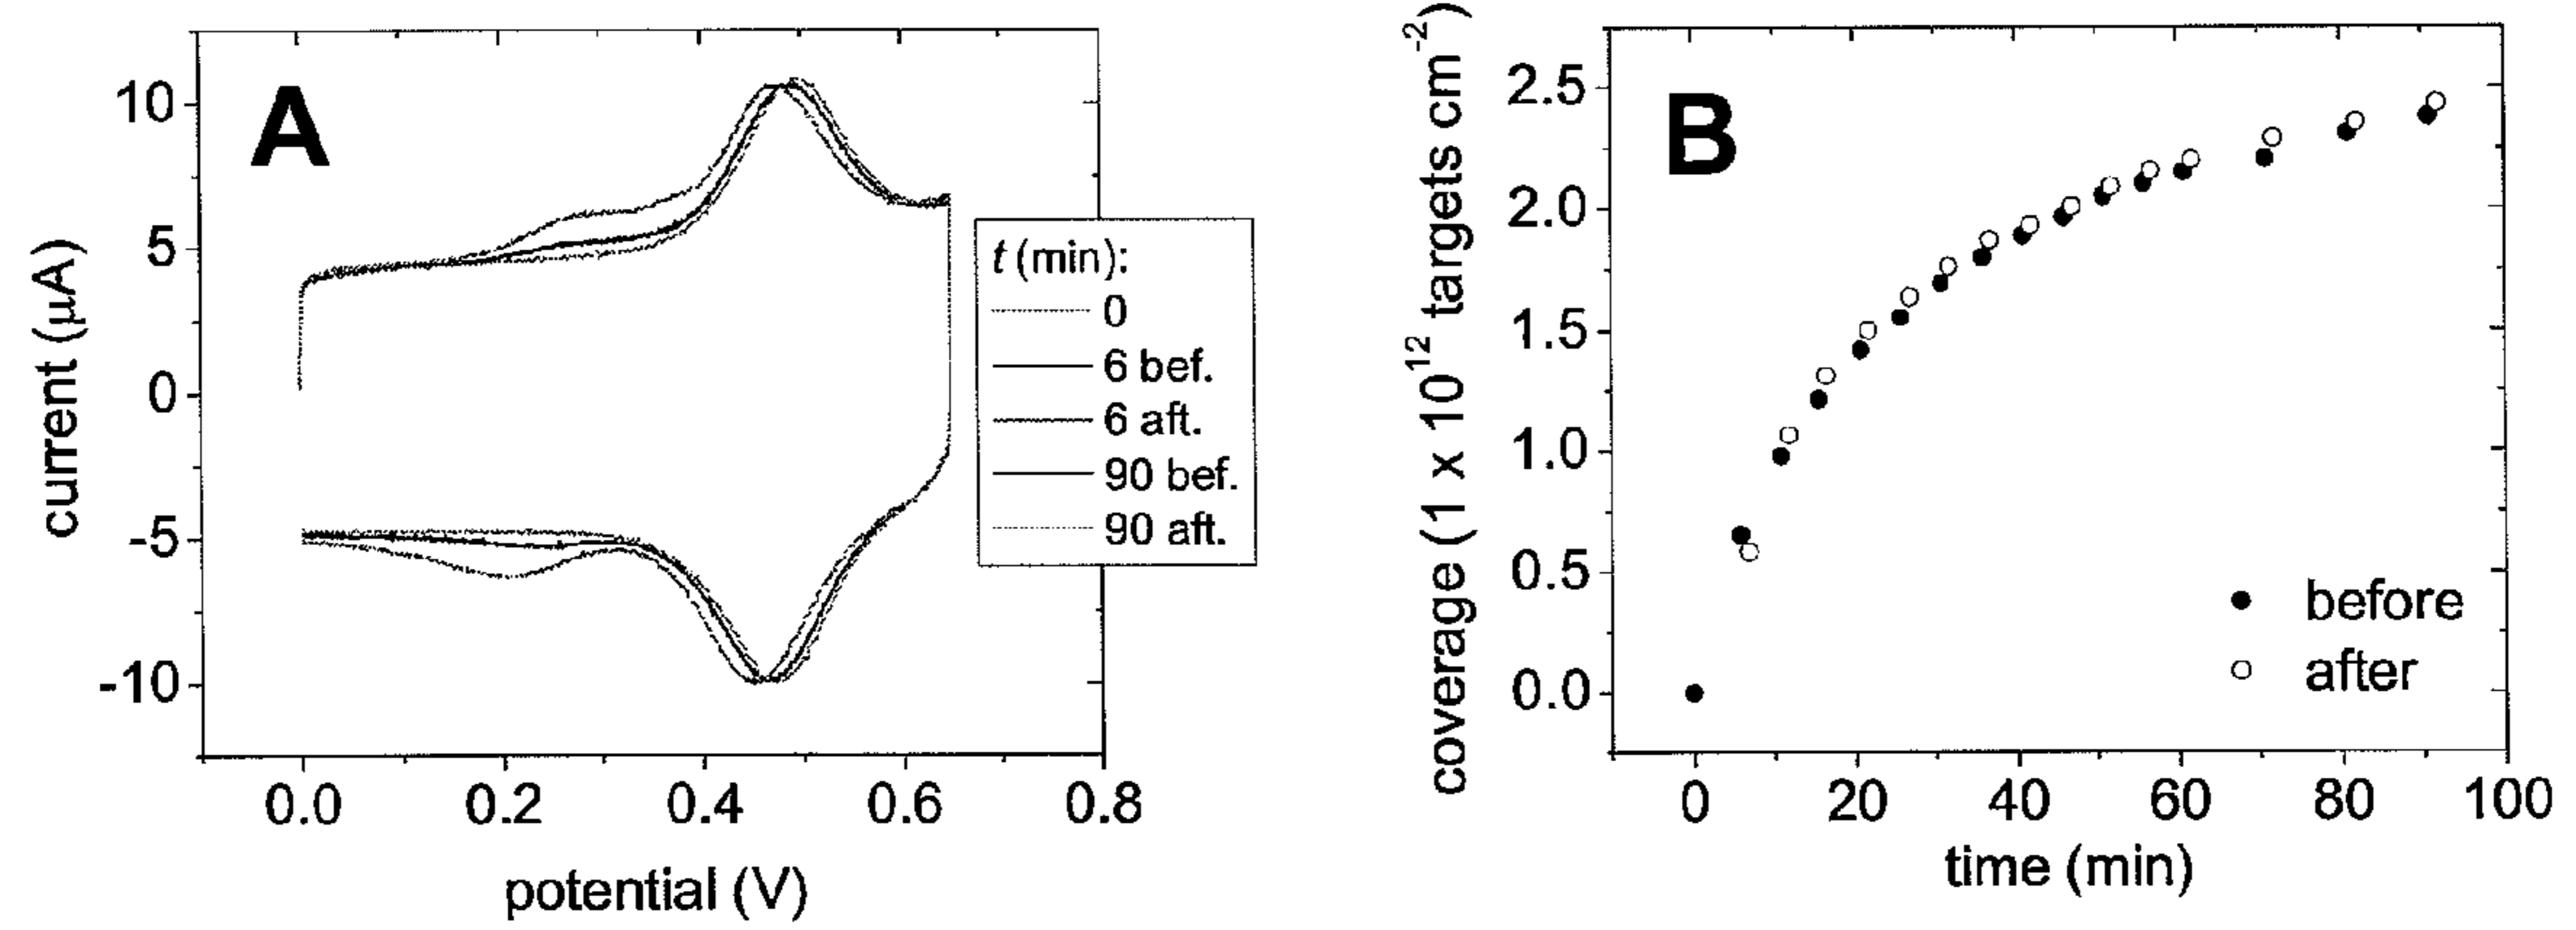 A
10
5
0
-5
-10
current (μA)
0.0 0.2 0.4 0.6 0.8
potential (V)
t (min):
0
6 bef.
6 aft.
90 bef.
90 aft.
B
2.5
2.0
1.5
1.0
0.5
0.0
coverage (1 x 10¹² targets cm⁻²)
before
after
0 20 40 60 80 100
time (min)